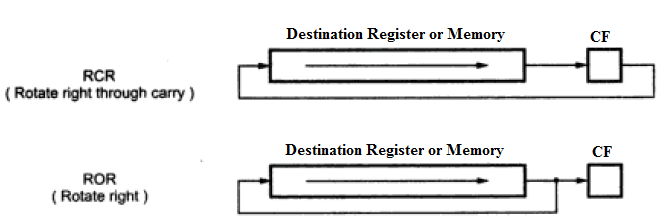 Destination Register or Memory CF
RCR
( Rotate right through carry )
Destination Register or Memory CF
ROR
( Rotate right )